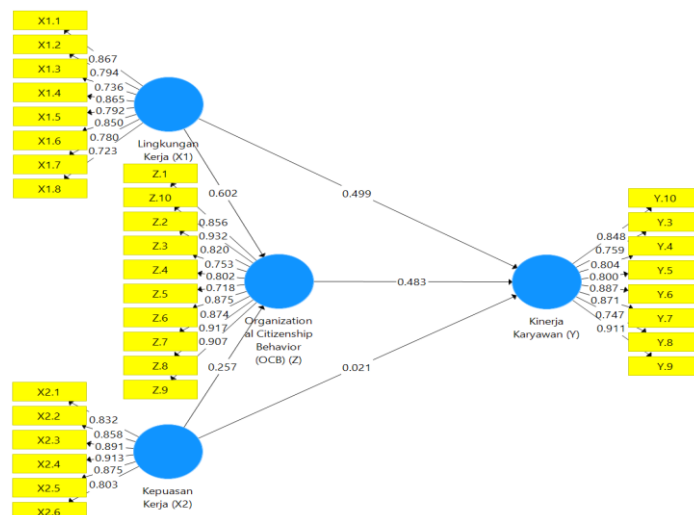 X1.1
X1.2
X1.3
X1.4
X1.5
X1.6
X1.7
X1.8
0.867
0.794
0.736
0.865
0.792
0.850
0.780
0.723
Lingkungan
Kerja (X1)
0.602
0.499
Z.1
Z.10
Z.2
Z.3
Z.4
Z.5
Z.6
Z.7
Z.8
Z.9
0.856
0.932
0.820
0.753
0.802
0.718
0.875
0.874
0.917
0.907
Organization
al Citizenship
Behavior
(OCB) (Z)
0.483
0.257
0.021
Y.10
Y.3
Y.4
Y.5
Y.6
Y.7
Y.8
Y.9
0.848
0.759
0.804
0.800
0.887
0.871
0.747
0.911
Kinerja
Karyawan (Y)
X2.1
X2.2
X2.3
X2.4
X2.5
X2.6
0.832
0.858
0.891
0.913
0.875
0.803
Kepuasan
Kerja (X2)